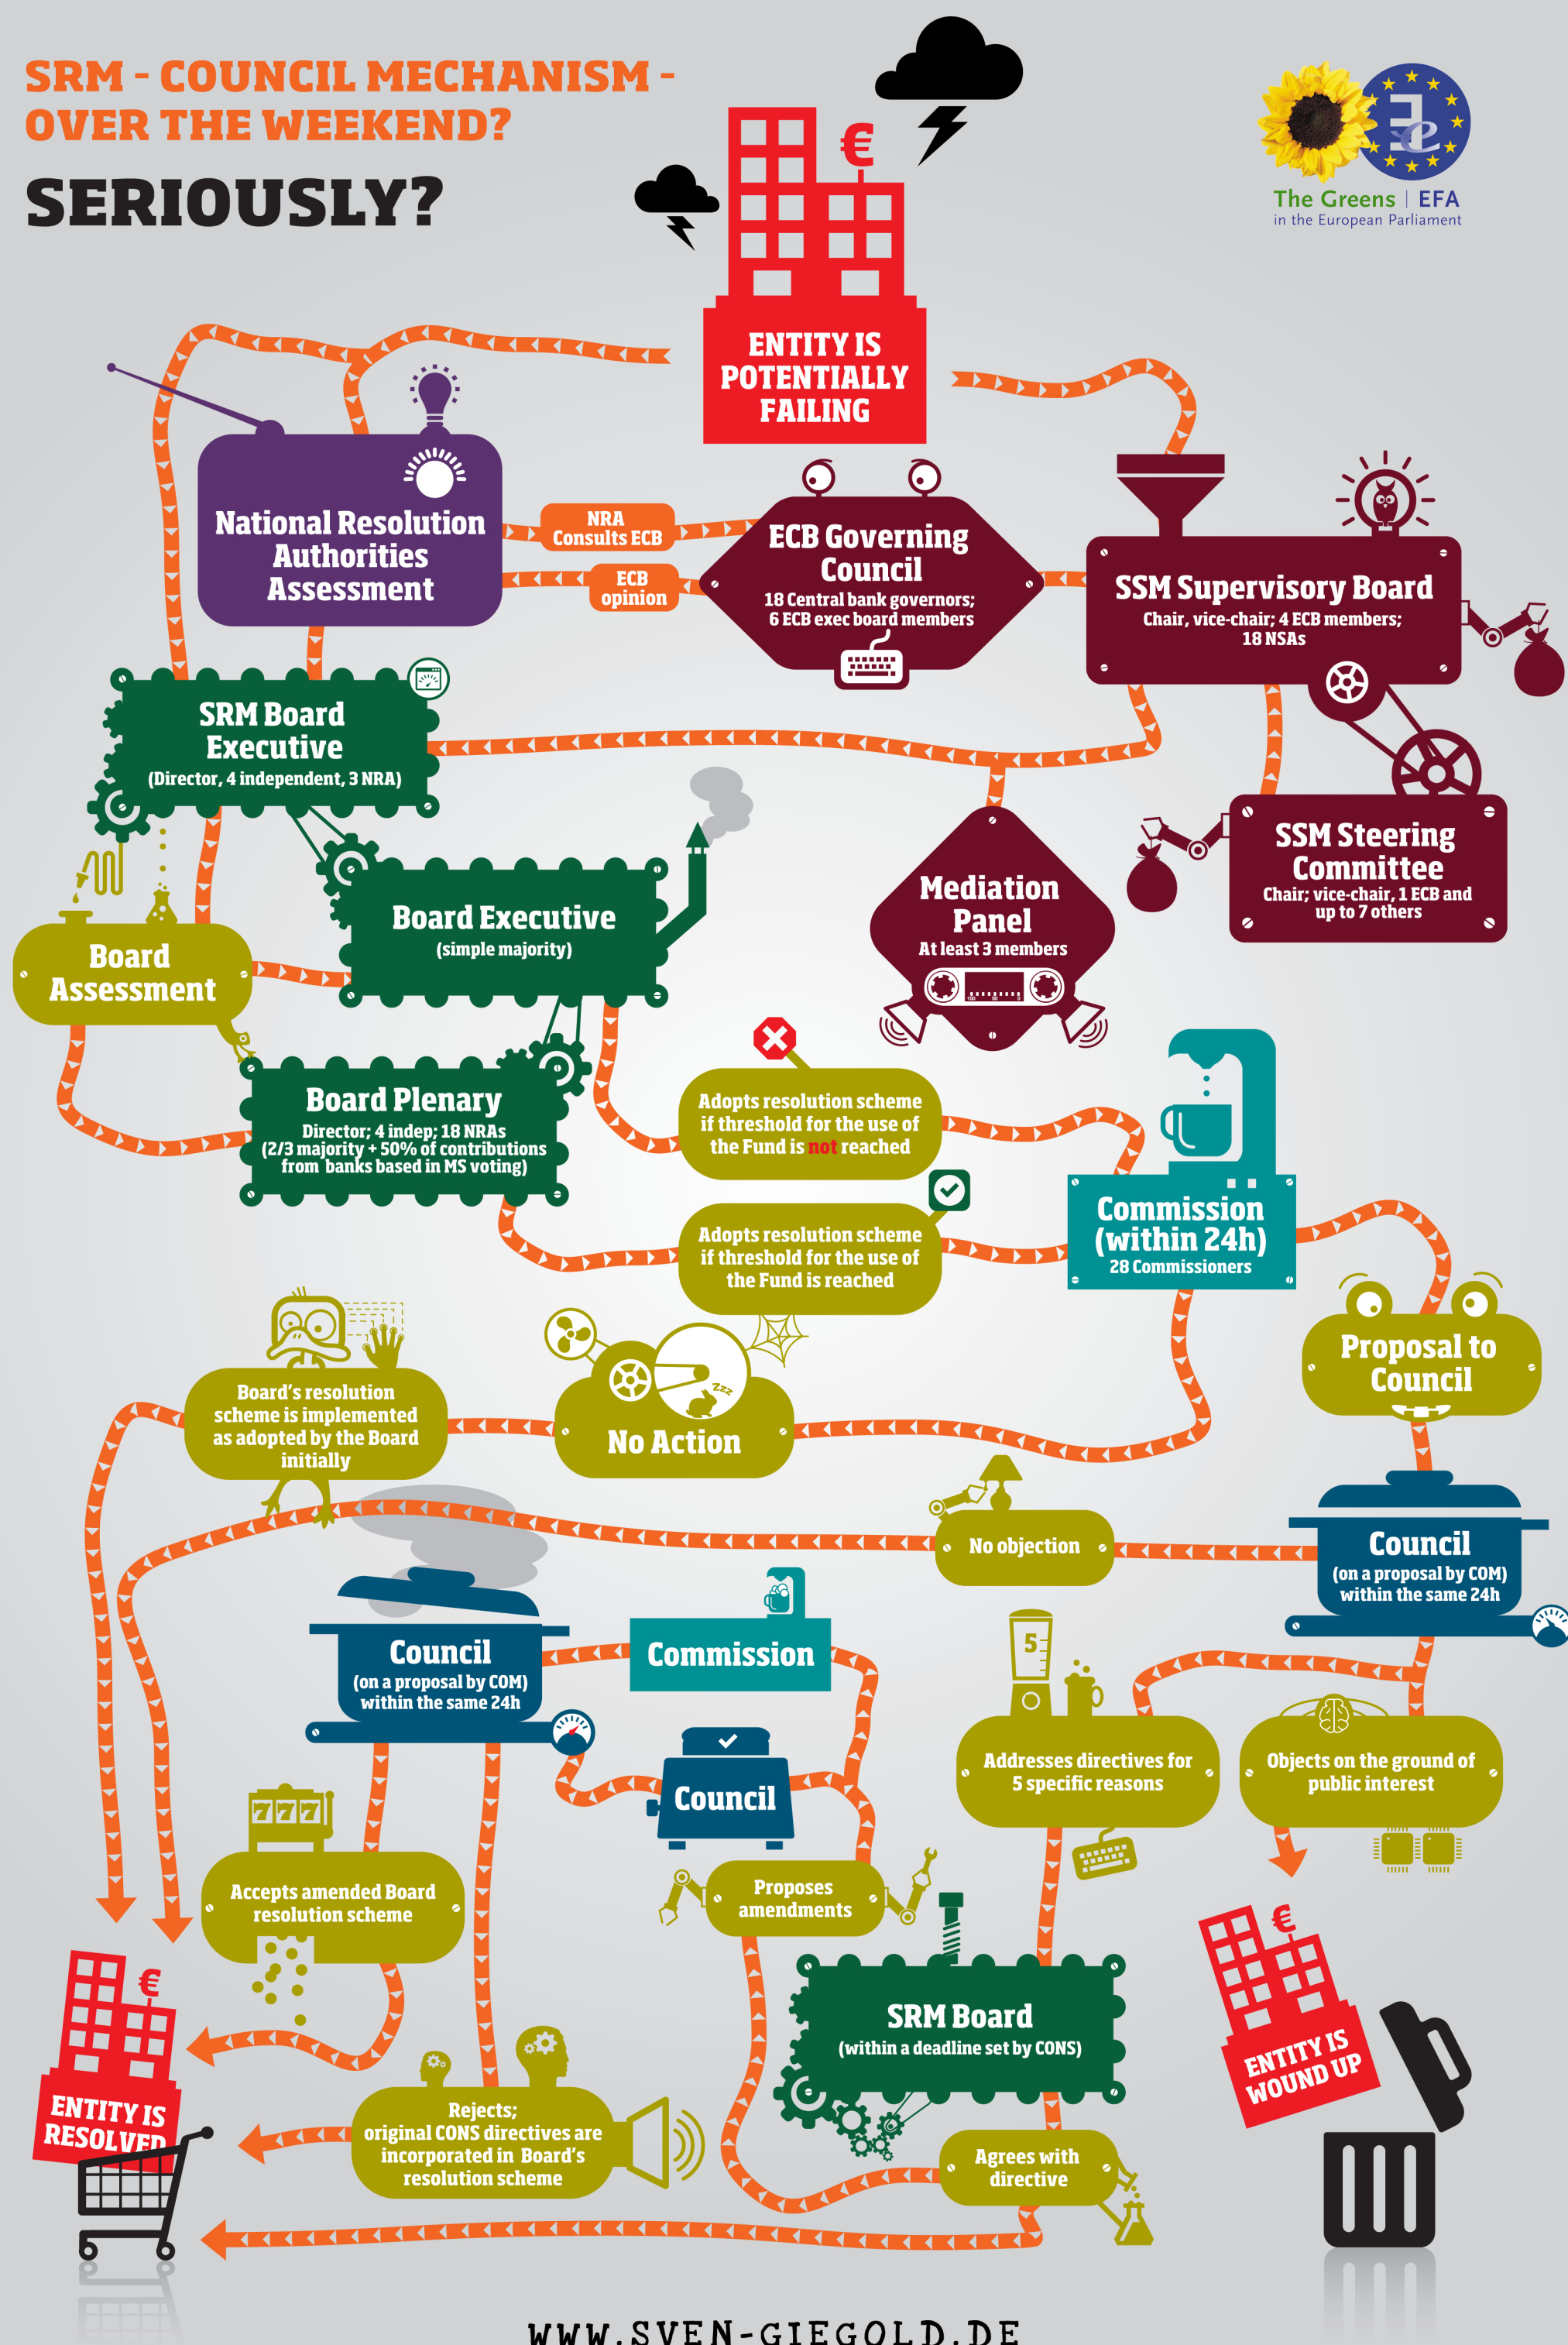 SRM - COUNCIL MECHANISM -
OVER THE WEEKEND?
SERIOUSLY?
€
The Greens | EFA
in the European Parliament
ENTITY IS
POTENTIALLY
FAILING
National Resolution
Authorities
Assessment
NRA
Consults ECB
ECB
opinion
ECB Governing
Council
18 Central bank governors;
6 ECB exec board members
SSM Supervisory Board
Chair, vice-chair; 4 ECB members;
18 NSAs
SRM Board
Executive
(Director, 4 independent, 3 NRA)
SSM Steering
Committee
Chair; vice-chair, 1 ECB and
up to 7 others
Board Executive
(simple majority)
Mediation
Panel
At least 3 members
100 50 0
Board
Assessment
Board Plenary
Director; 4 indep; 18 NRAs
(2/3 majority + 50% of contributions
from banks based in MS voting)
Adopts resolution scheme
if threshold for the use of
the Fund is not reached
Adopts resolution scheme
if threshold for the use of
the Fund is reached
Commission
(within 24h)
28 Commissioners
Proposal to
Council
Board's resolution
scheme is implemented
as adopted by the Board
initially
Zzz
No Action
No objection
Council
(on a proposal by COM)
within the same 24h
Council
(on a proposal by COM)
within the same 24h
Commission
5
Council
Addresses directives for
5 specific reasons
Objects on the ground of
public interest
777
Accepts amended Board
resolution scheme
Proposes
amendments
SRM Board
(within a deadline set by CONS)
€
ENTITY IS
WOUND UP
€
ENTITY IS
RESOLVED
Rejects;
original CONS directives are
incorporated in Board's
resolution scheme
Agrees with
directive
WWW.SVEN-GIEGOLD.DE